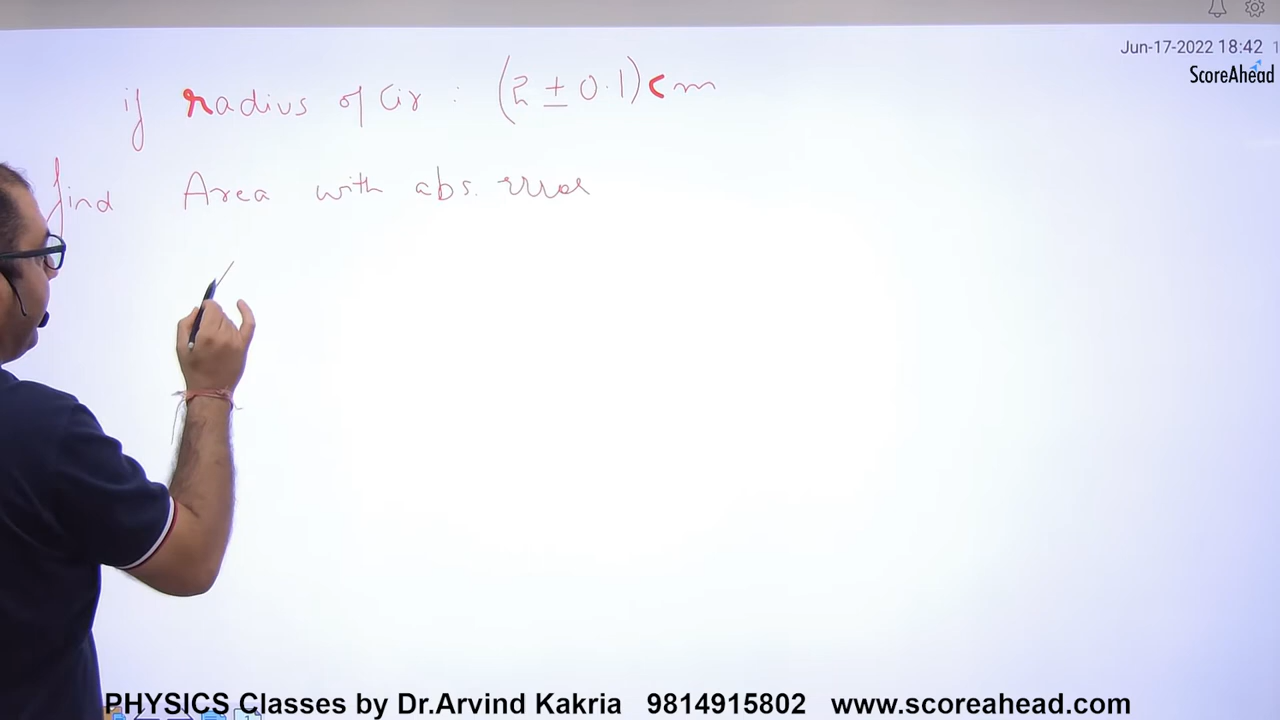 Jun-17-2022 18:42 1
ScoreAhead
if radius of Cir : (2 ± 0.1) cm
find Area with abs. error
PHYSICS Classes by Dr.Arvind Kakria 9814915802 www.scoreahead.com